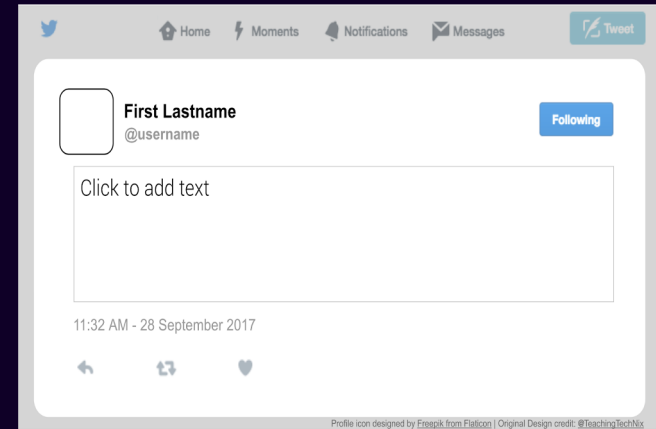 Home Moments Notifications Messages Tweet
First Lastname
@username
Following
Click to add text
11:32 AM - 28 September 2017
Profile icon designed by Freepik from Flaticon | Original Design credit: @TeachingTechNix